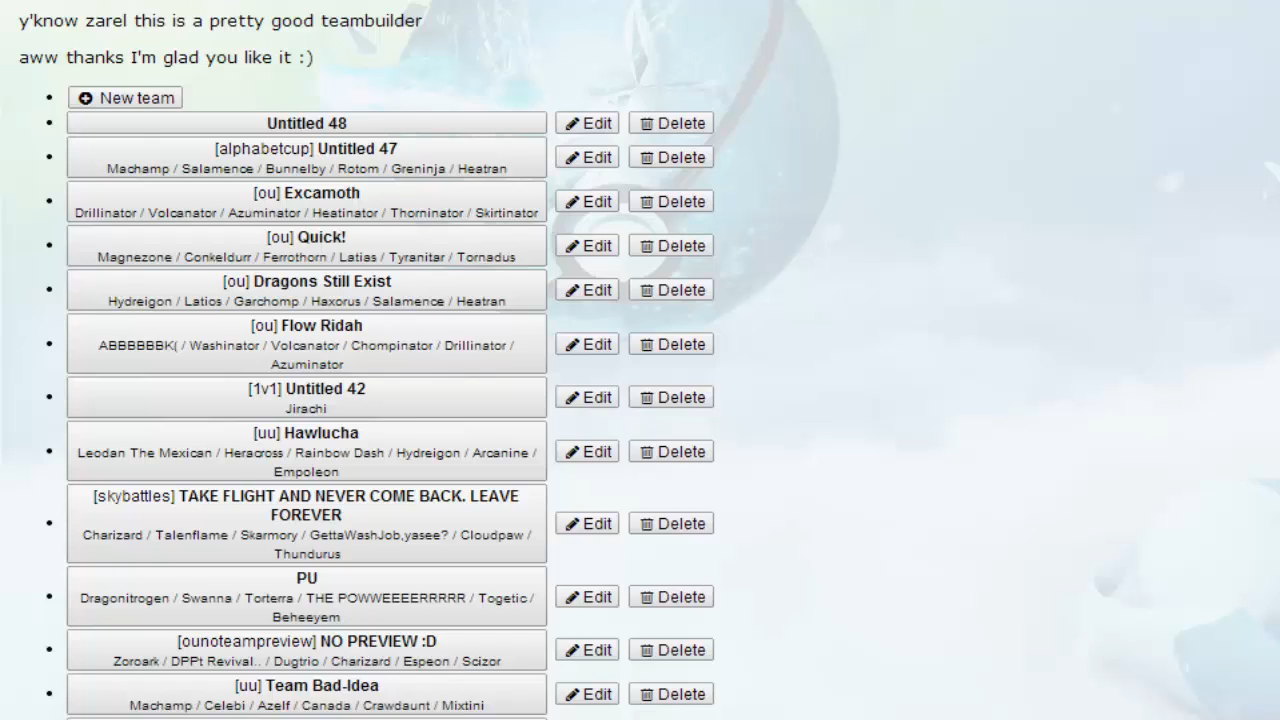 y'know zarel this is a pretty good teambuilder
aww thanks I'm glad you like it :)
New team
Untitled 48 Edit Delete
[alphabetcup] Untitled 47
Machamp / Salamence / Bunnelby / Rotom / Greninja / Heatran
Edit Delete
[ou] Excamoth
Drillinator / Volcanator / Azuminator / Heatinator / Thorninator / Skirtinator
Edit Delete
[ou] Quick!
Magnezone / Conkeldurr / Ferrothorn / Latias / Tyranitar / Tornadus
Edit Delete
[ou] Dragons Still Exist
Hydreigon / Latios / Garchomp / Haxorus / Salamence / Heatran
Edit Delete
[ou] Flow Ridah
ABBBBBBK( / Washinator / Volcanator / Chompinator / Drillinator /
Azuminator
Edit Delete
[1v1] Untitled 42
Jirachi
Edit Delete
[uu] Hawlucha
Leodan The Mexican / Heracross / Rainbow Dash / Hydreigon / Arcanine /
Empoleon
Edit Delete
[skybattles] TAKE FLIGHT AND NEVER COME BACK. LEAVE
FOREVER
Charizard / Talenflame / Skarmory / GettaWashJob,yasee? / Cloudpaw /
Thundurus
Edit Delete
PU
Dragonitrogen / Swanna / Torterra / THE POWWEEEERRRRR / Togetic /
Beheeyem
Edit Delete
[ounoteampreview] NO PREVIEW :D
Zoroark / DPPt Revival.. / Dugtrio / Charizard / Espeon / Scizor
Edit Delete
[uu] Team Bad-Idea
Machamp / Celebi / Azelf / Canada / Crawdaunt / Mixtini
Edit Delete